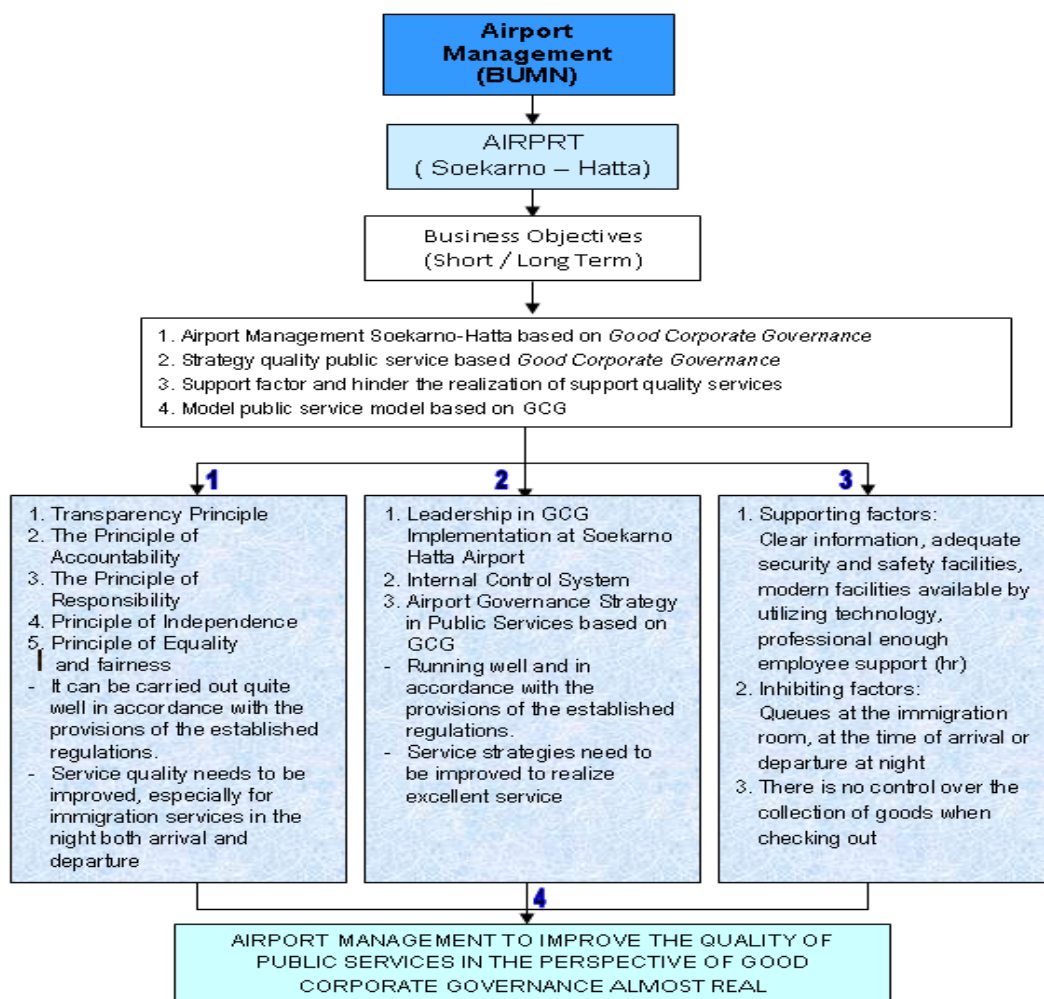 Airport
Management
(BUMN)
AIRPRT
( Soekarno – Hatta)
Business Objectives
(Short / Long Term)
1. Airport Management Soekarno-Hatta based on Good Corporate Governance
2. Strategy quality public service based Good Corporate Governance
3. Support factor and hinder the realization of support quality services
4. Model public service model based on GCG
1
1. Transparency Principle
2. The Principle of
Accountability
3. The Principle of
Responsibility
4. Principle of Independence
5. Principle of Equality
and fairness
- It can be carried out quite
well in accordance with the
provisions of the established
regulations.
- Service quality needs to be
improved, especially for
immigration services in the
night both arrival and
departure
2
1. Leadership in GCG
Implementation at Soekarno
Hatta Airport
2. Internal Control System
3. Airport Governance Strategy
in Public Services based on
GCG
- Running well and in
accordance with the
provisions of the established
regulations.
- Service strategies need to
be improved to realize
excellent service
3
1. Supporting factors:
Clear information, adequate
security and safety facilities,
modern facilities available by
utilizing technology,
professional enough
employee support (hr)
2. Inhibiting factors:
Queues at the immigration
room, at the time of arrival or
departure at night
3. There is no control over the
collection of goods when
checking out
4
AIRPORT MANAGEMENT TO IMPROVE THE QUALITY OF
PUBLIC SERVICES IN THE PERSPECTIVE OF GOOD
CORPORATE GOVERNANCE ALMOST REAL